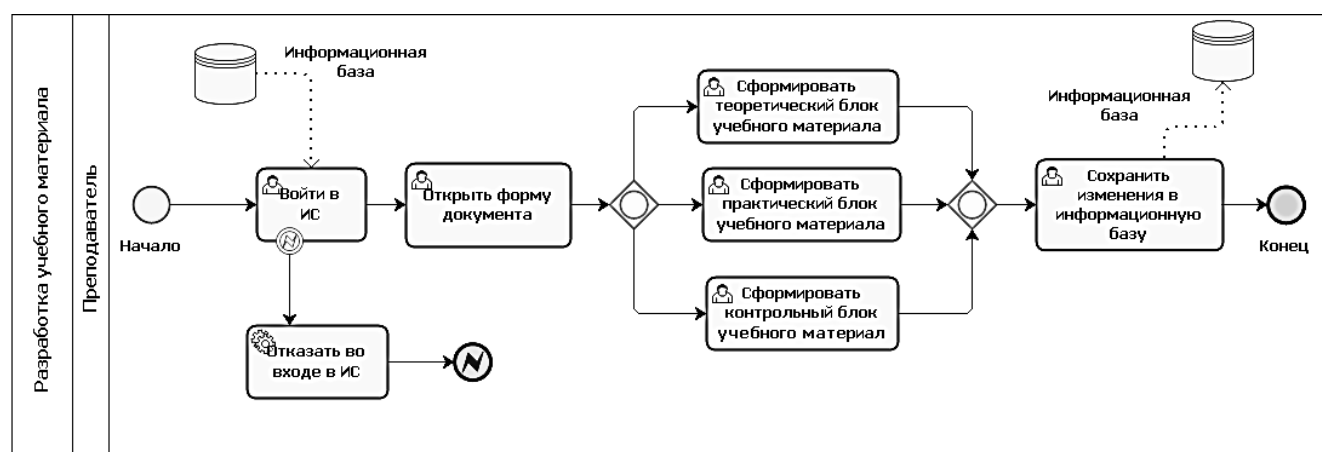 Разработка учебного материала
Преподаватель
Начало
Информационная
база
Войти в
ИС
Отказать во
входе в ИС
Открыть форму
документа
Сформировать
теоретический блок
учебного материала
Сформировать
практический блок
учебного материала
Сформировать
контрольный блок
учебного материал
Информационная
база
Сохранить
изменения в
информационную
базу
Конец